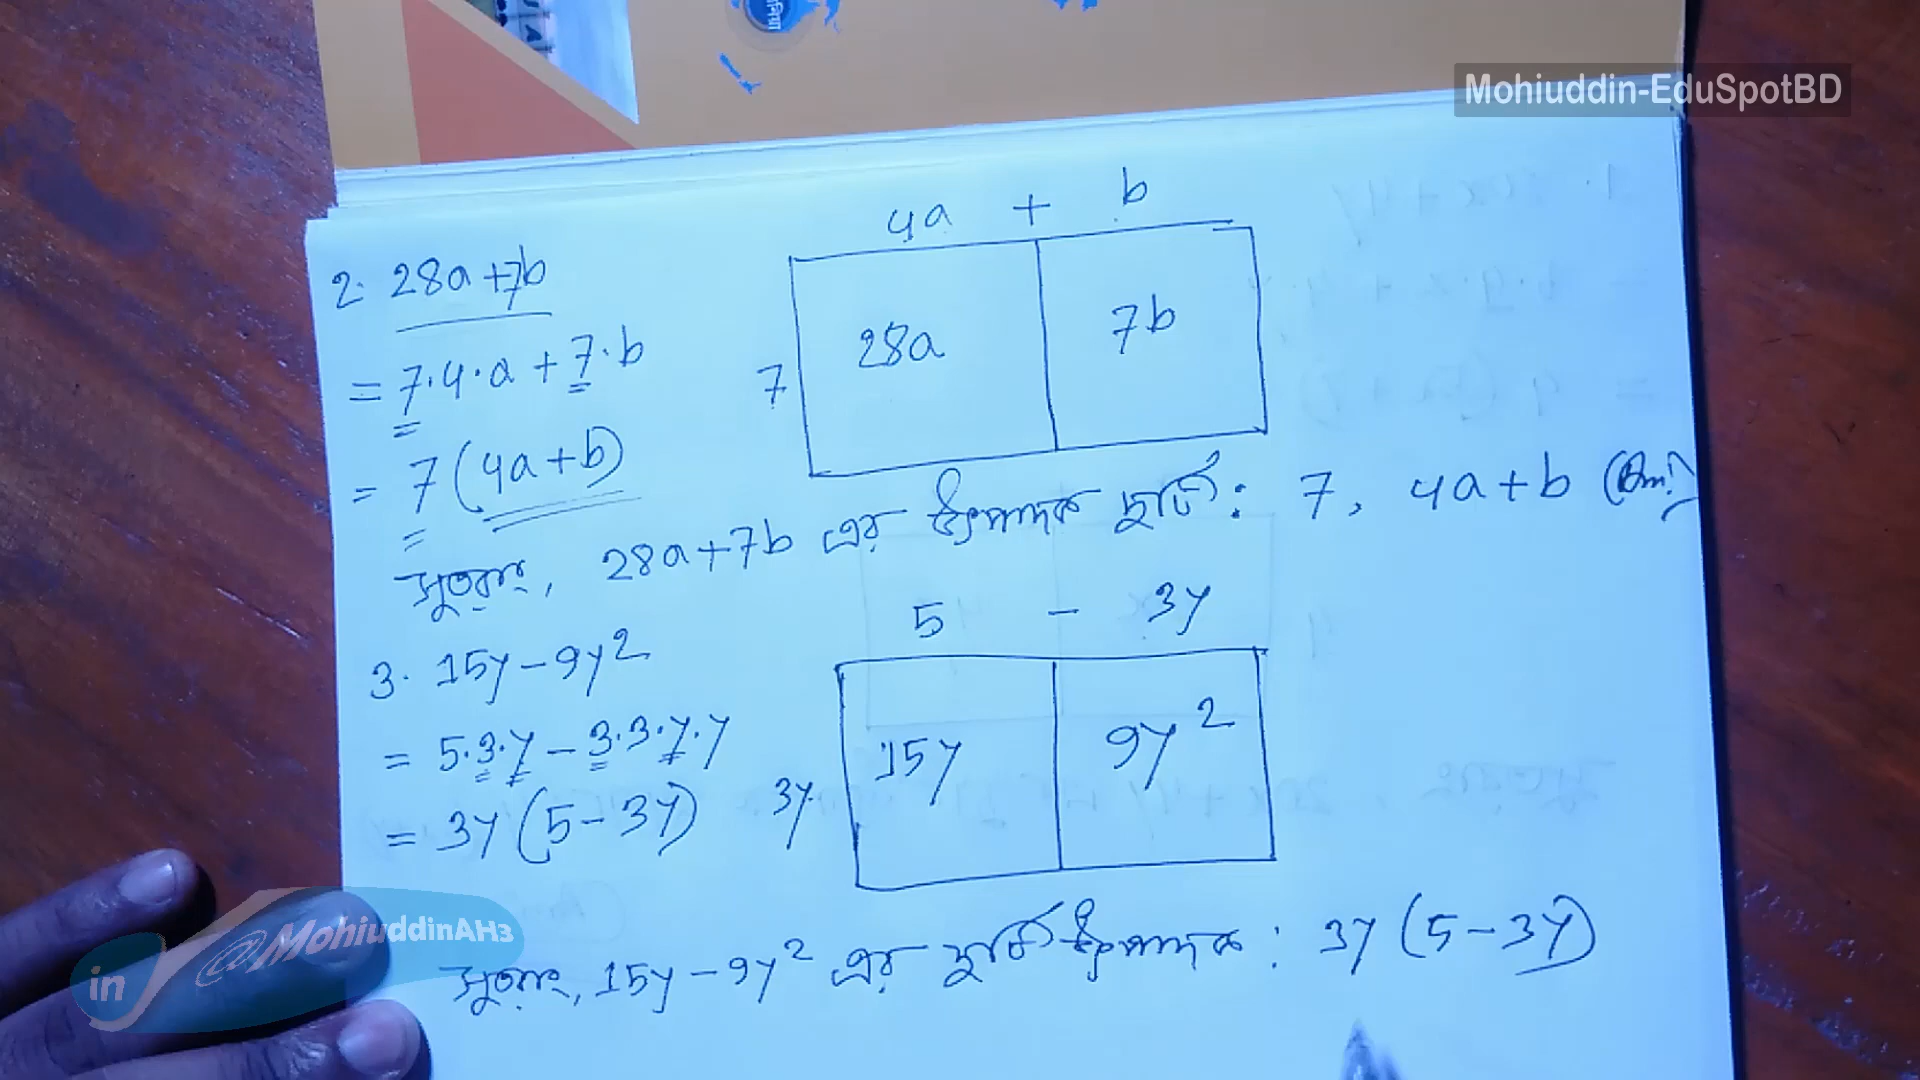 Mohiuddin-EduSpotBD
2. 28a+7b
= 7·4·a + 7·b
= 7(4a+b)
4a + b
7
28a
7b
সুতরাং, 28a+7b এর উৎপাদক দুটি: 7, 4a+b (Ans)
3. 15y-9y²
= 5·3·y - 3·3·y·y
= 3y(5-3y)
5 - 3y
3y
15y
9y²
সুতরাং, 15y-9y² এর দুটি উৎপাদক: 3y(5-3y)
in @MohiuddinAH3